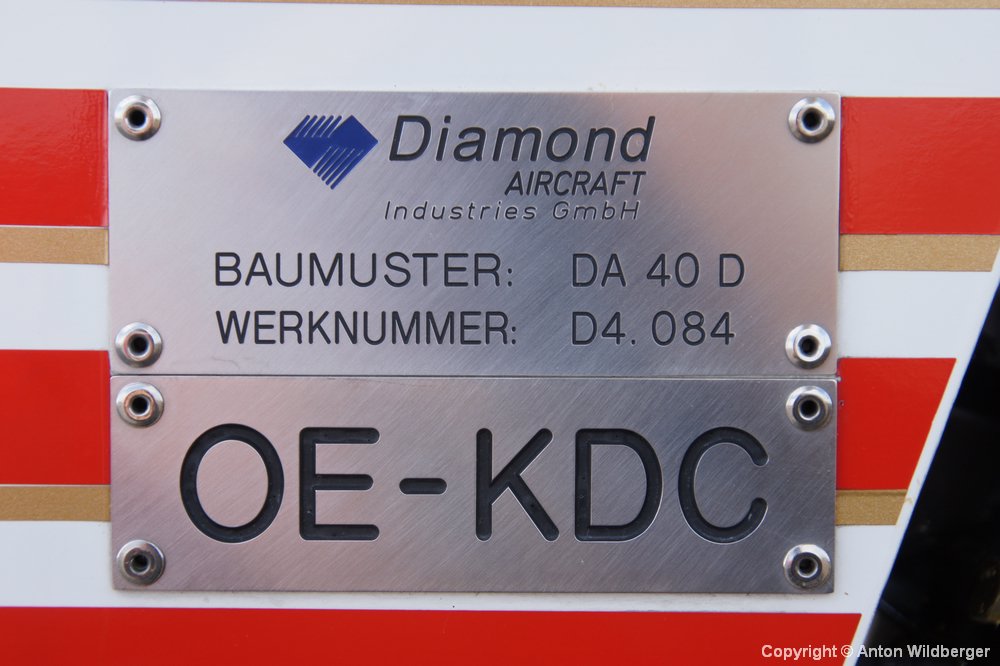 Diamond
AIRCRAFT
Industries GmbH
BAUMUSTER: DA 40 D
WERKNUMMER: D4.084
OE-KDC
Copyright © Anton Wildberger